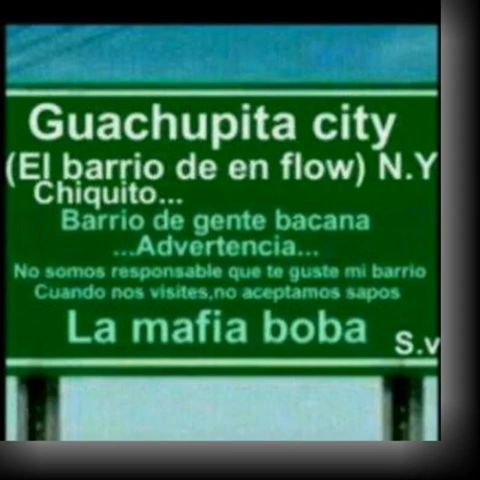 Guachupita city
(El barrio de en flow) N.Y
Chiquito...
Barrio de gente bacana
...Advertencia...
No somos responsable que te guste mi barrio
Cuando nos visites,no aceptamos sapos
La mafia boba
S.v